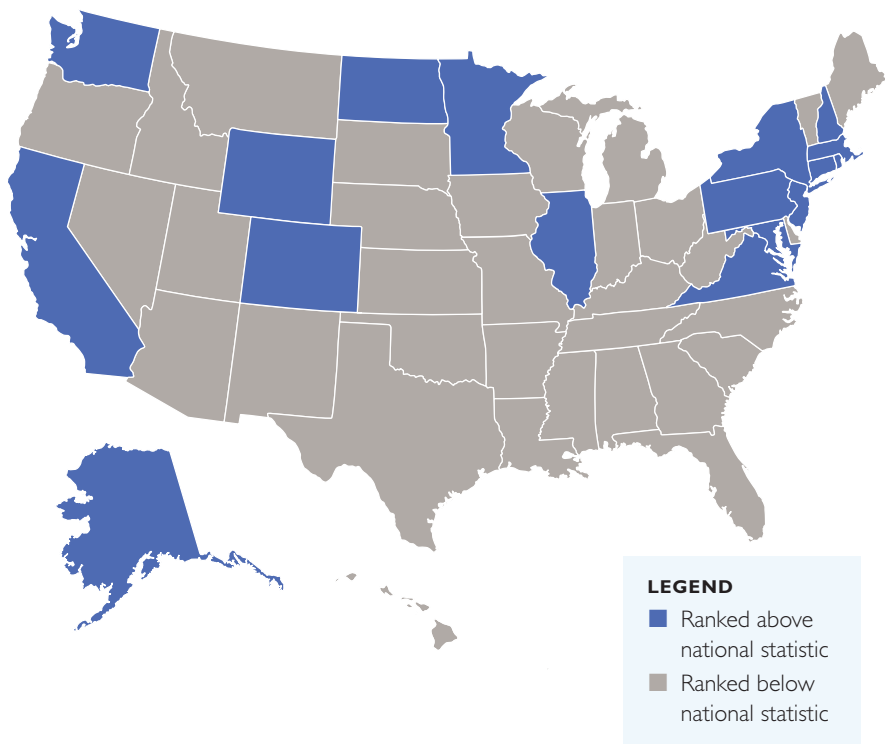 LEGEND
Ranked above
national statistic
Ranked below
national statistic